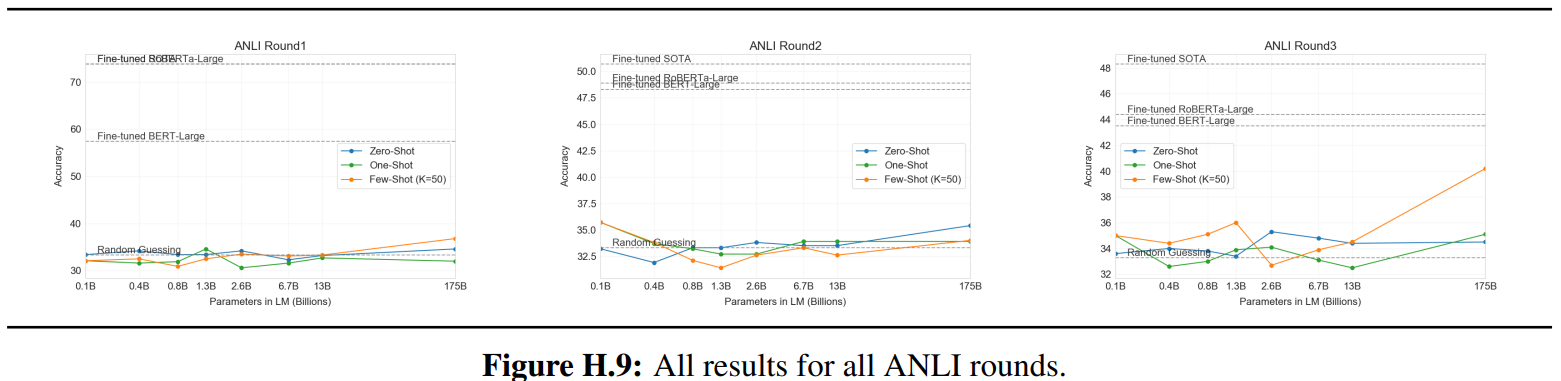 ANLI Round1
Fine-tuned SOTA
Fine-tuned RoBERTa-Large
70
60
Fine-tuned BERT-Large
50
40
30
Random Guessing
Accuracy
Zero-Shot
One-Shot
Few-Shot (K=50)
0.1B 0.4B 0.8B 1.3B 2.6B 6.7B 13B 175B
Parameters in LM (Billions)
ANLI Round2
Fine-tuned SOTA
50.0
Fine-tuned RoBERTa-Large
Fine-tuned BERT-Large
47.5
45.0
42.5
40.0
37.5
35.0
32.5
Random Guessing
Accuracy
Zero-Shot
One-Shot
Few-Shot (K=50)
0.1B 0.4B 0.8B 1.3B 2.6B 6.7B 13B 175B
Parameters in LM (Billions)
ANLI Round3
Fine-tuned SOTA
48
46
Fine-tuned RoBERTa-Large
44
Fine-tuned BERT-Large
42
40
38
36
34
32
Random Guessing
Accuracy
Zero-Shot
One-Shot
Few-Shot (K=50)
0.1B 0.4B 0.8B 1.3B 2.6B 6.7B 13B 175B
Parameters in LM (Billions)
Figure H.9: All results for all ANLI rounds.